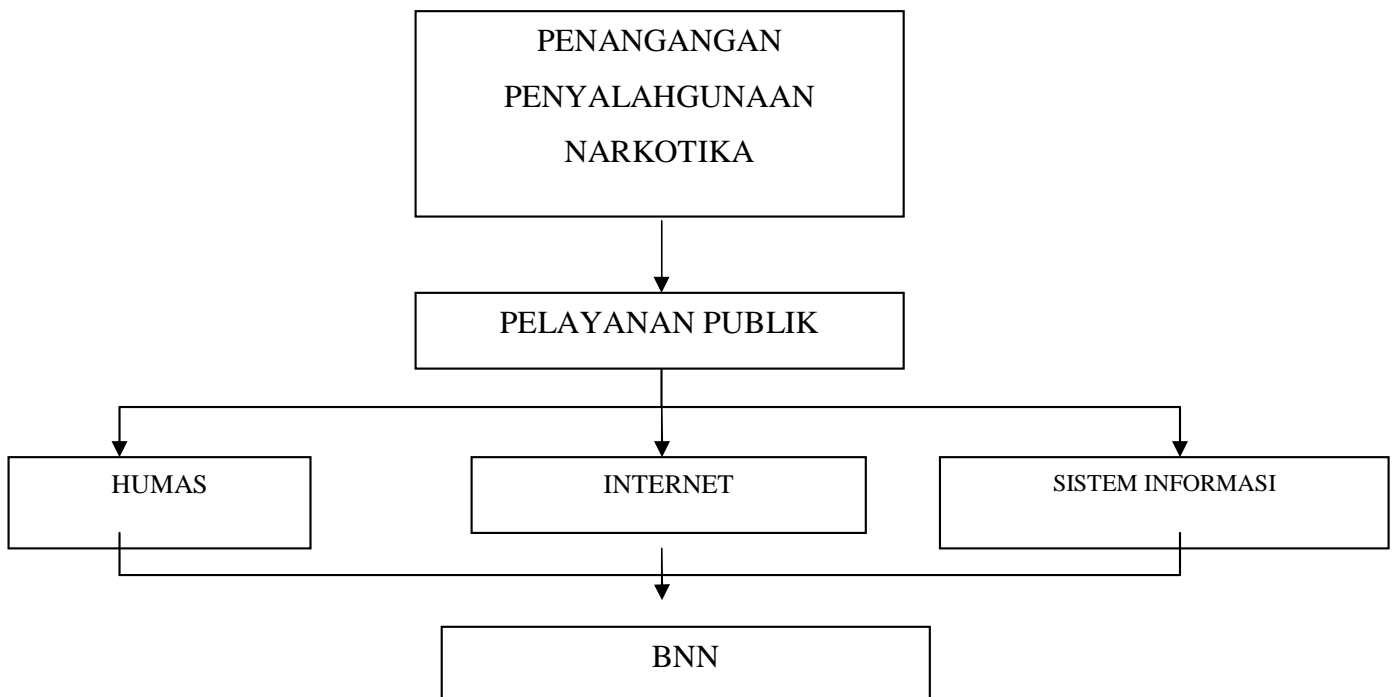 PENANGANGAN
PENYALAHGUNAAN
NARKOTIKA
PELAYANAN PUBLIK
HUMAS
INTERNET
SISTEM INFORMASI
BNN